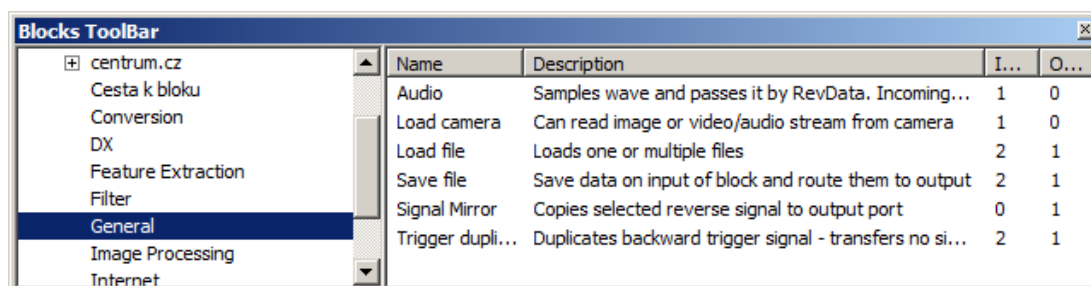 Blocks ToolBar
centrum.cz
Cesta k bloku
Conversion
DX
Feature Extraction
Filter
General
Image Processing
Internet
Name Description I... O...
Audio Samples wave and passes it by RevData. Incoming... 1 0
Load camera Can read image or video/audio stream from camera 1 0
Load file Loads one or multiple files 2 1
Save file Save data on input of block and route them to output 2 1
Signal Mirror Copies selected reverse signal to output port 0 1
Trigger dupli... Duplicates backward trigger signal - transfers no si... 2 1